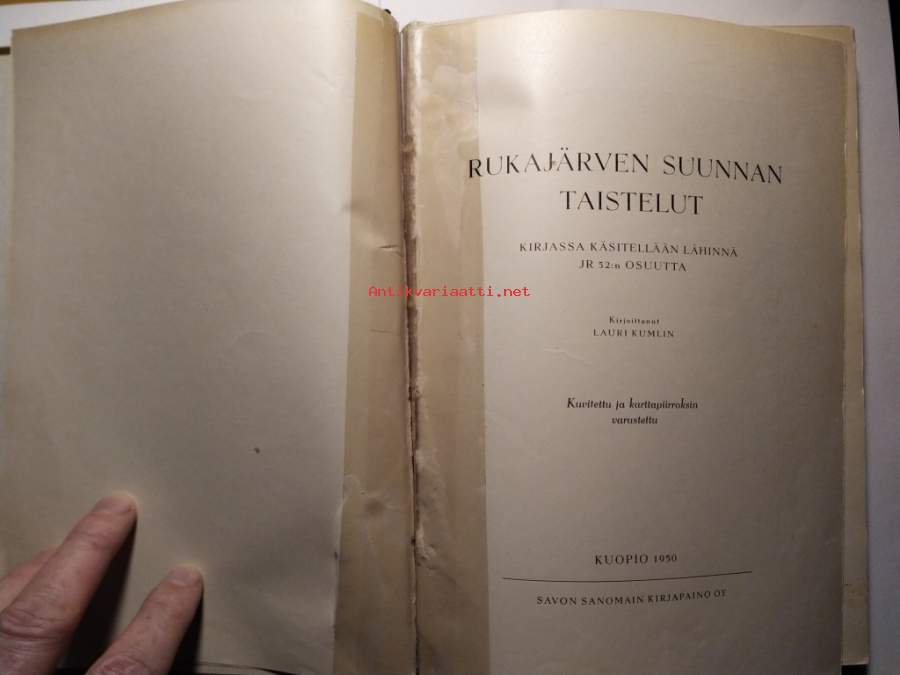 RUKAJÄRVEN SUUNNAN
TAISTELUT
KIRJASSA KÄSITELLÄÄN LÄHINNÄ
JR 52:n OSUUTTA
Antikvariaatti.net
Kirjoittanut
LAURI KUMLIN
Kuvitettu ja karttapiirroksin
varustettu
KUOPIO 1950
SAVON SANOMAIN KIRJAPAINO OY